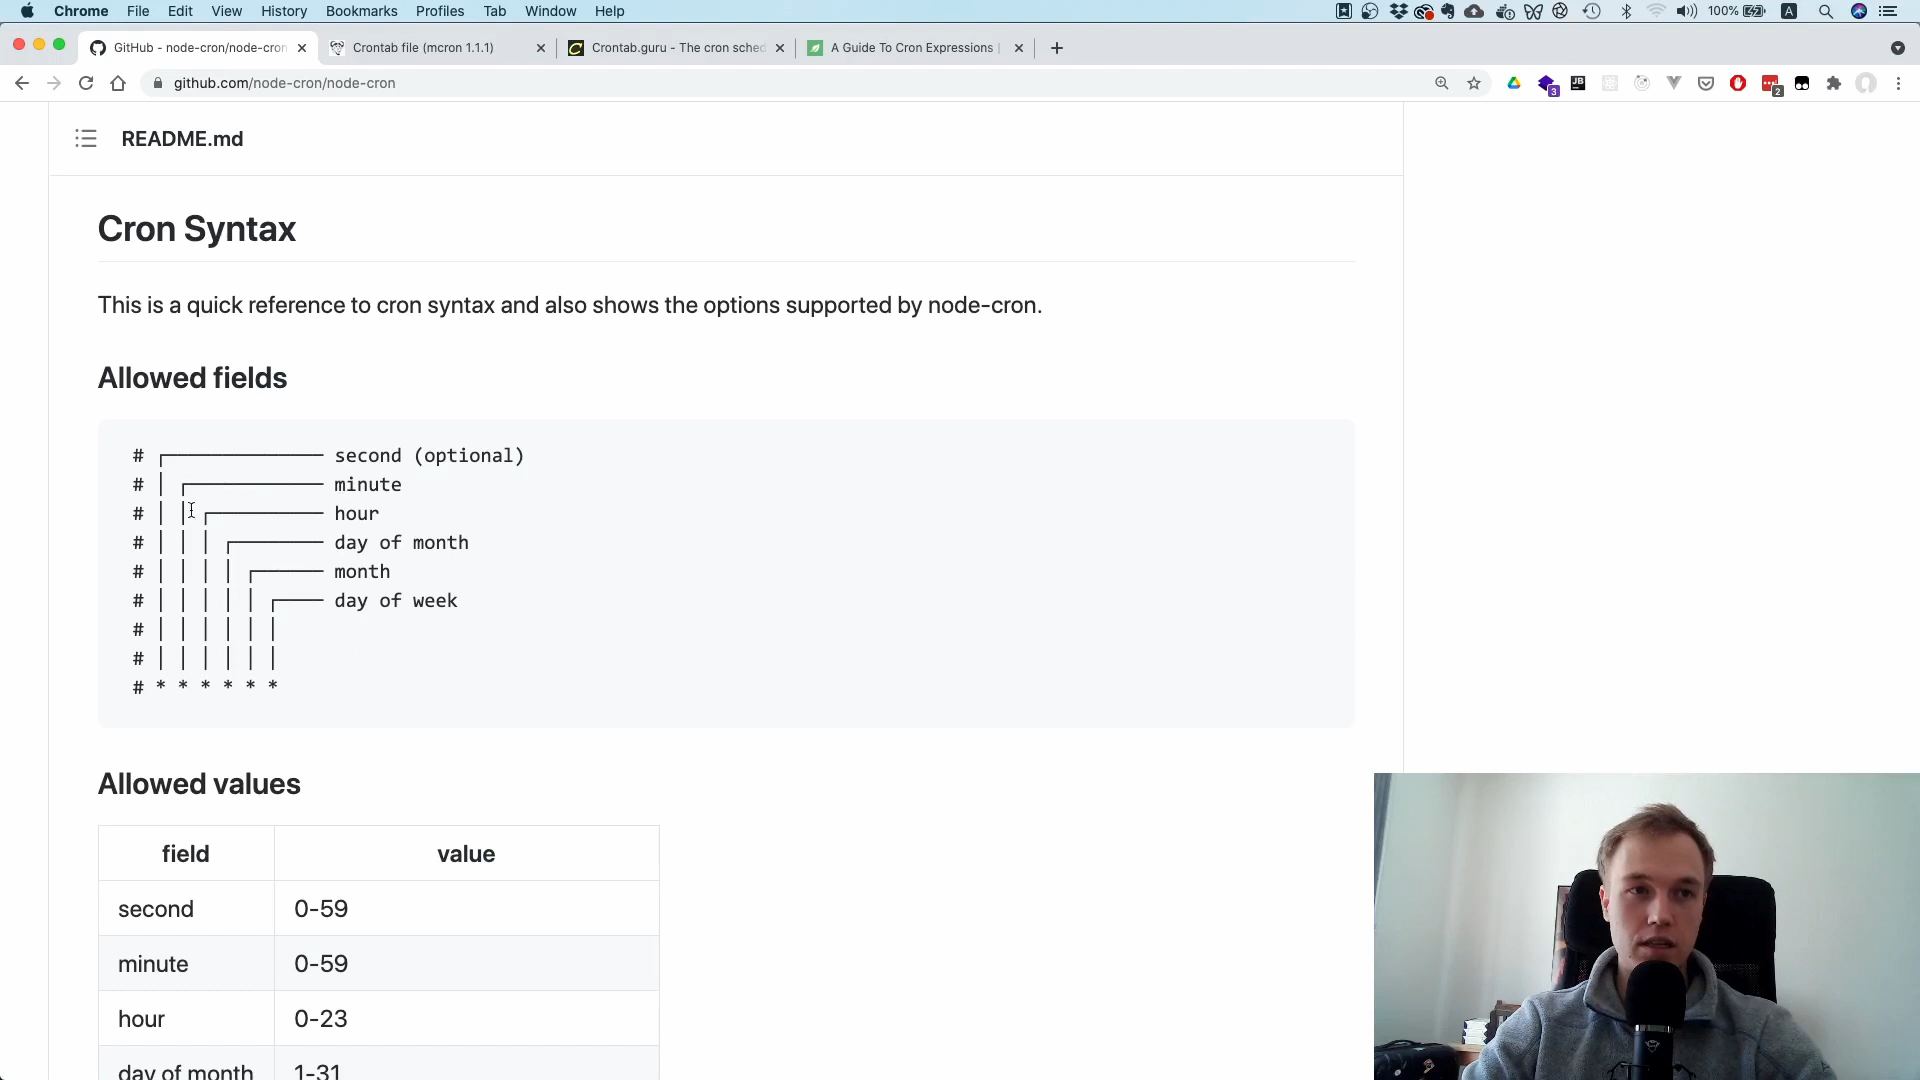 Chrome File Edit View History Bookmarks Profiles Tab Window Help 100% A
GitHub - node-cron/node-cron Crontab file (mcron 1.1.1) Crontab.guru - The cron sched A Guide To Cron Expressions |
github.com/node-cron/node-cron 3 JB 2
README.md
Cron Syntax
This is a quick reference to cron syntax and also shows the options supported by node-cron.
Allowed fields
# ┌────────────── second (optional)
# │ ┌──────────── minute
# │ │ ┌────────── hour
# │ │ │ ┌──────── day of month
# │ │ │ │ ┌────── month
# │ │ │ │ │ ┌──── day of week
# │ │ │ │ │ │
# │ │ │ │ │ │
# * * * * * *
Allowed values
field value
second 0-59
minute 0-59
hour 0-23
day of month 1-31